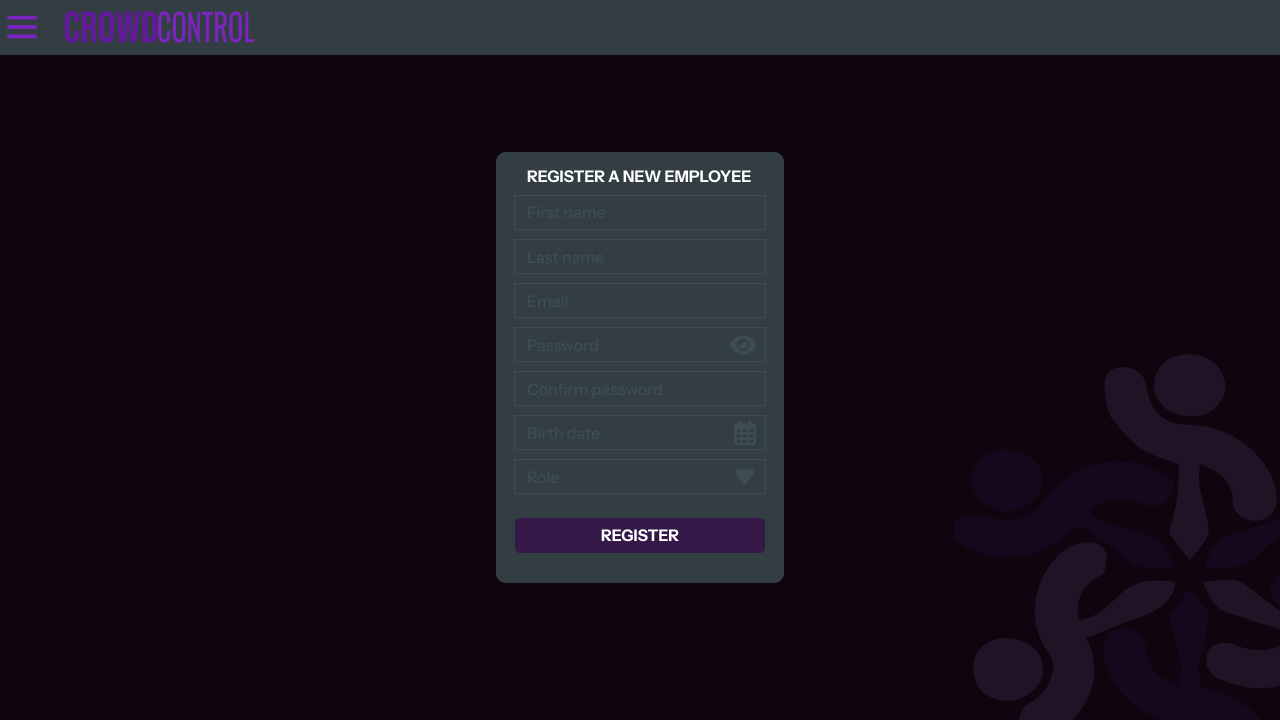 CROWDCONTROL
REGISTER A NEW EMPLOYEE
First name
Last name
Email
Password
Confirm password
Birth date
Role
REGISTER